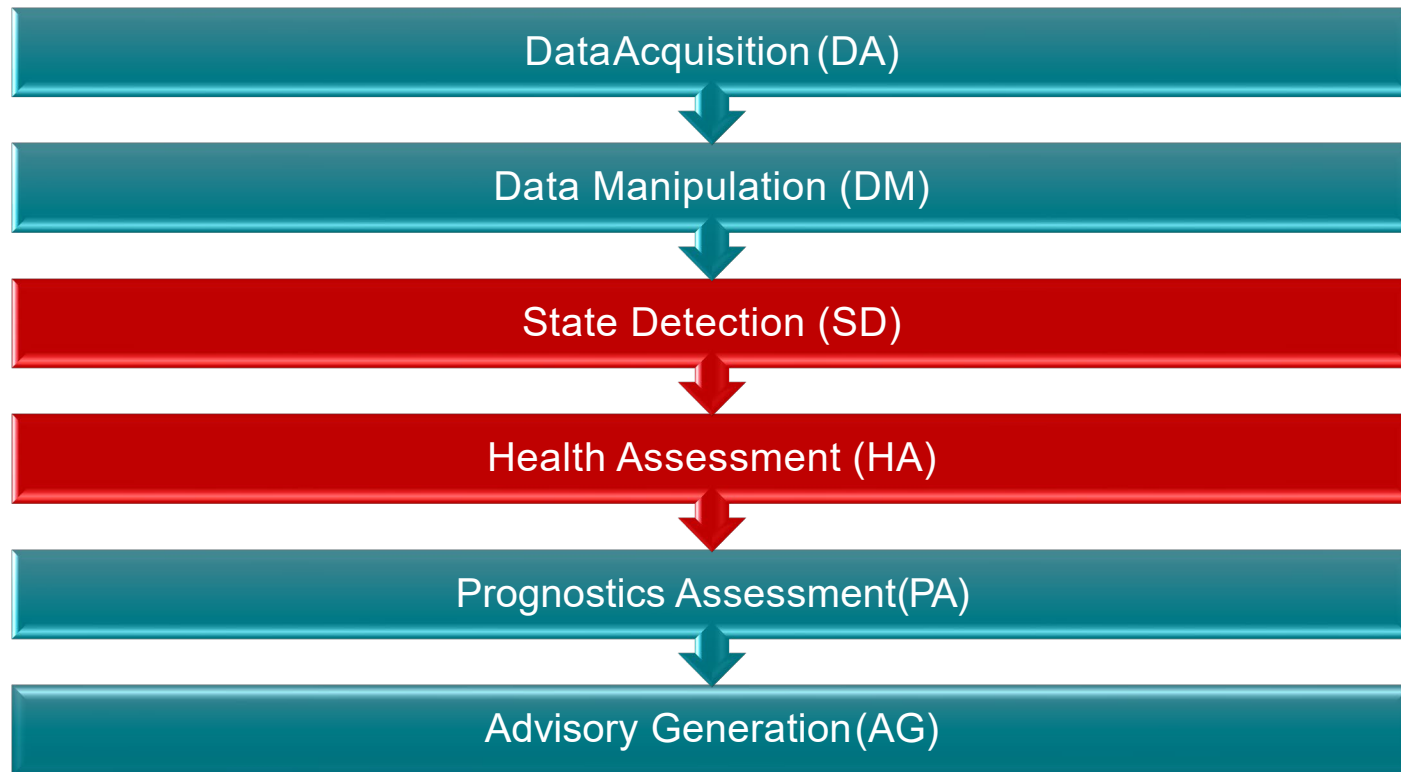 DataAcquisition (DA)
Data Manipulation (DM)
State Detection (SD)
Health Assessment (HA)
Prognostics Assessment(PA)
Advisory Generation (AG)